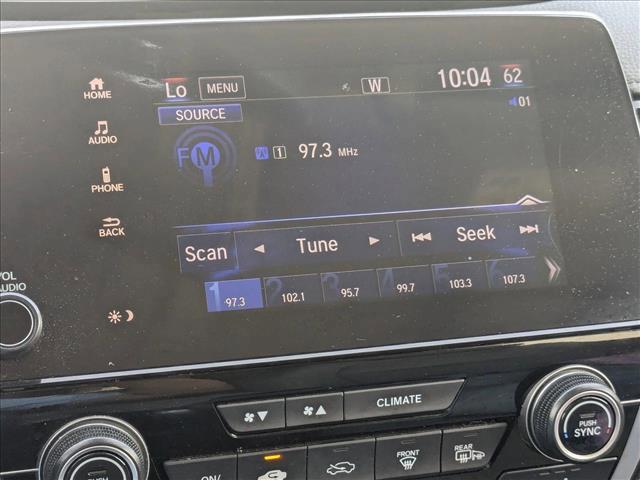 Lo MENU W 10:04 62
HOME
SOURCE
01
AUDIO
FM
1 97.3 MHz
PHONE
BACK
Scan Tune Seek
VOL
AUDIO
1 97.3 2 102.1 3 95.7 4 99.7 5 103.3 6 107.3
CLIMATE
PUSH
SYNC
ON/
FRONT
REAR
PUSH